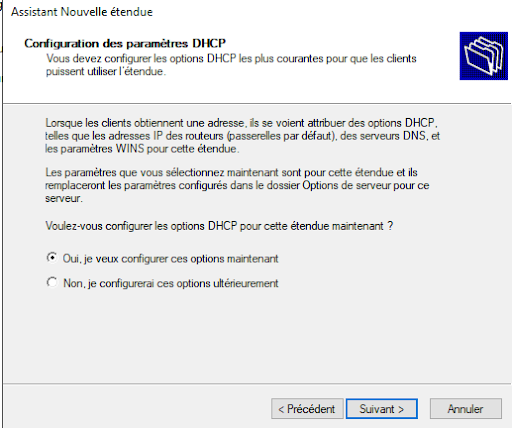 Assistant Nouvelle étendue
Configuration des paramètres DHCP
Vous devez configurer les options DHCP les plus courantes pour que les clients
puissent utiliser l'étendue.
Lorsque les clients obtiennent une adresse, ils se voient attribuer des options DHCP,
telles que les adresses IP des routeurs (passerelles par défaut), des serveurs DNS, et
les paramètres WINS pour cette étendue.
Les paramètres que vous sélectionnez maintenant sont pour cette étendue et ils
remplaceront les paramètres configurés dans le dossier Options de serveur pour ce
serveur.
Voulez-vous configurer les options DHCP pour cette étendue maintenant ?
Oui, je veux configurer ces options maintenant
Non, je configurerai ces options ultérieurement
< Précédent Suivant > Annuler